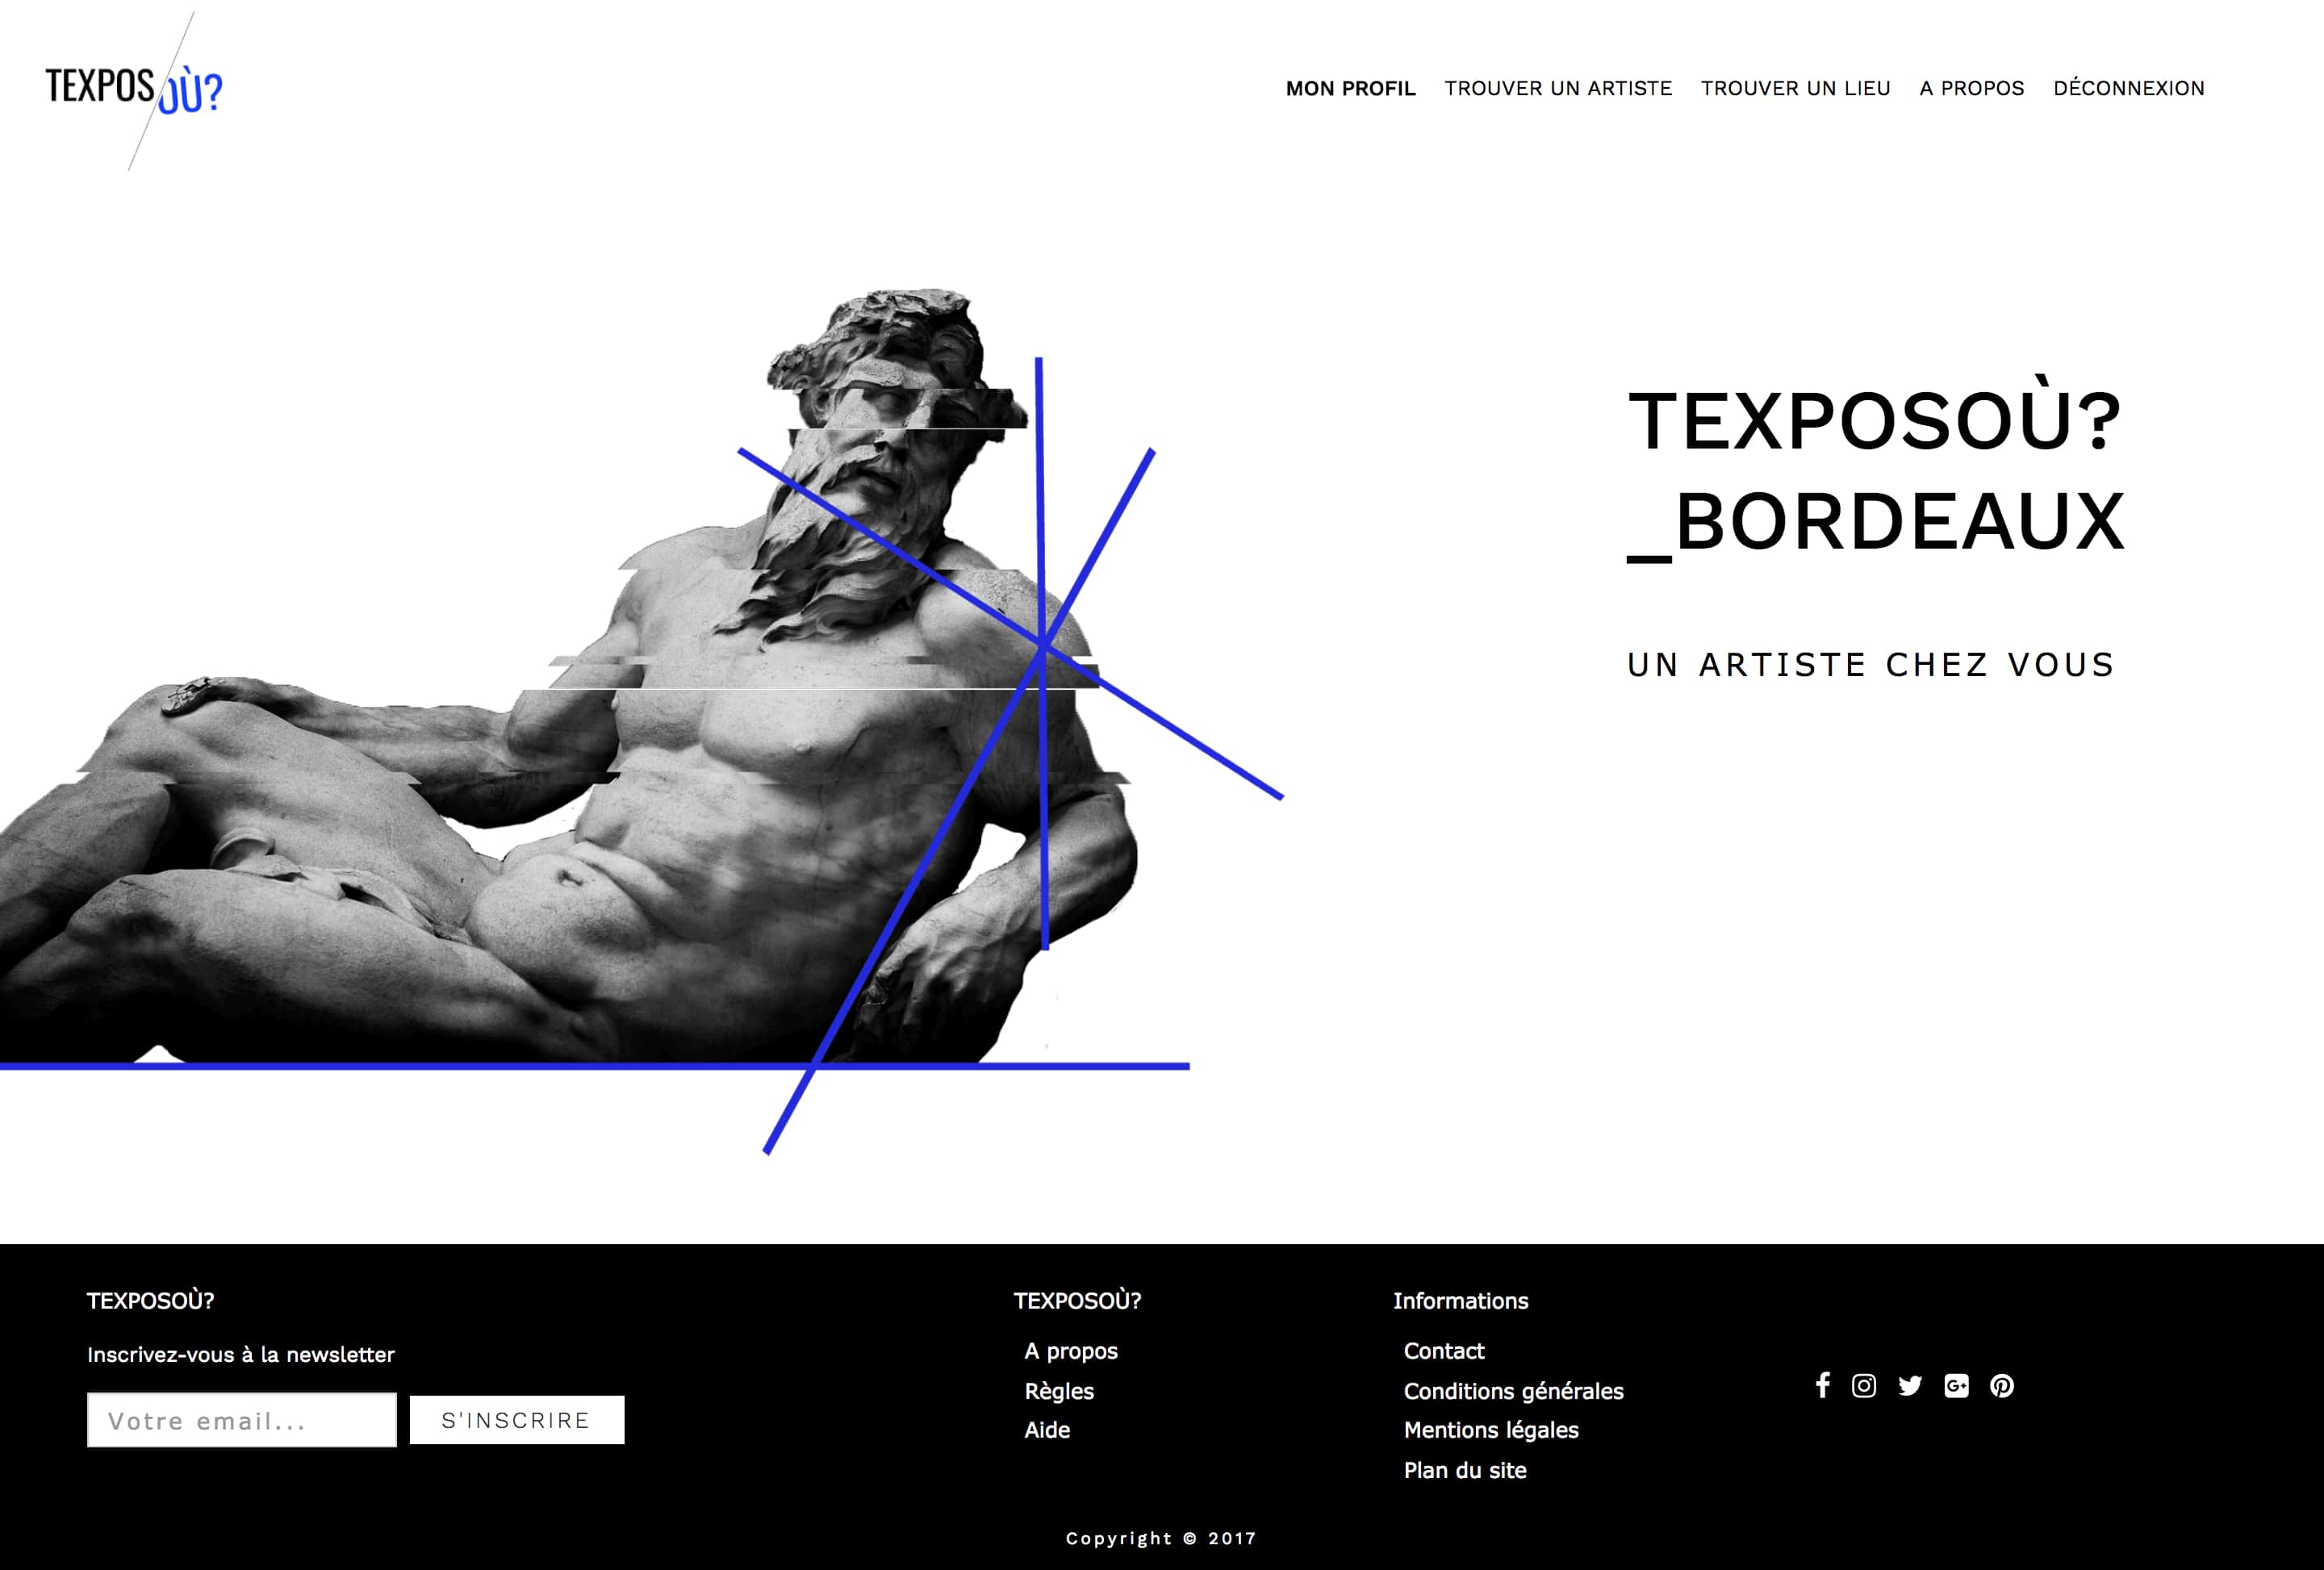 TEXPOSOÙ?
MON PROFIL TROUVER UN ARTISTE TROUVER UN LIEU A PROPOS DÉCONNEXION
TEXPOSOÙ?
_BORDEAUX
UN ARTISTE CHEZ VOUS
TEXPOSOÙ?
Inscrivez-vous à la newsletter
Votre email...
S'INSCRIRE
TEXPOSOÙ?
A propos
Règles
Aide
Informations
Contact
Conditions générales
Mentions légales
Plan du site
Copyright © 2017